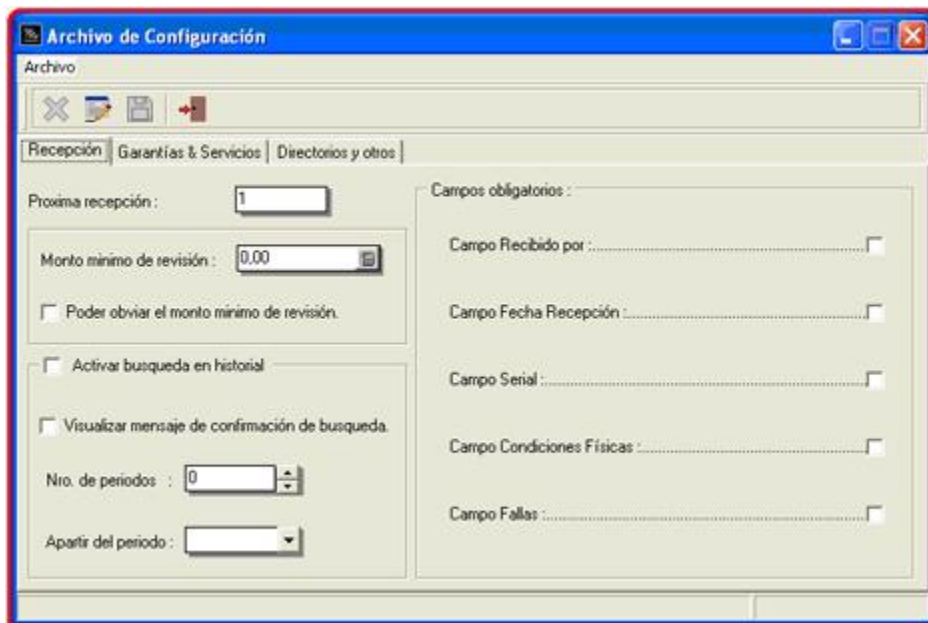 Archivo de Configuración
Archivo
Recepción Garantías & Servicios Directorios y otros
Proxima recepción : 1
Monto minimo de revisión : 0,00
Poder obviar el monto minimo de revisión.
Activar busqueda en historial
Visualizar mensaje de confirmación de busqueda.
Nro. de periodos : 0
Apartir del periodo :
Campos obligatorios :
Campo Recibido por :
Campo Fecha Recepción :
Campo Serial :
Campo Condiciones Físicas :
Campo Fallas :